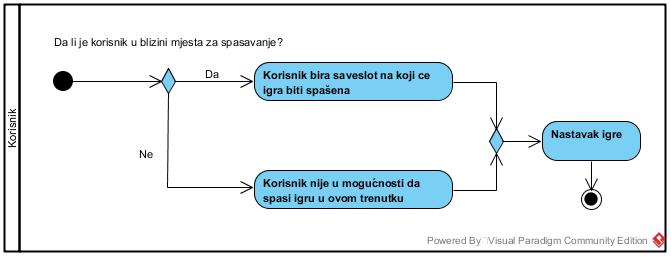 Da li je korisnik u blizini mjesta za spasavanje?
Korisnik
Da
Korisnik bira saveslot na koji ce
igra biti spašena
Nastavak igre
Ne
Korisnik nije u mogućnosti da
spasi igru u ovom trenutku
Powered By Visual Paradigm Community Edition